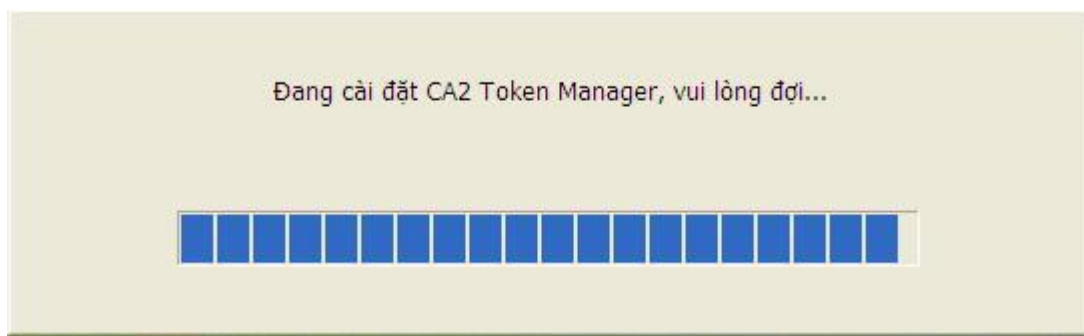 Đang cài đặt CA2 Token Manager, vui lòng đợi...